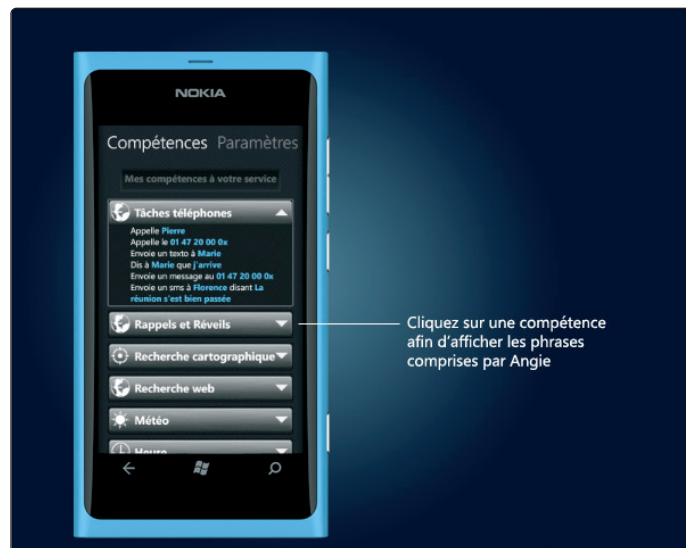 NOKIA
Compétences Paramètres
Mes compétences à votre service
Tâches téléphones
Appelle Pierre
Appelle le 01 47 20 00 0x
Envoie un texto à Marie
Dis à Marie que j'arrive
Envoie un message au 01 47 20 00 0x
Envoie un sms à Florence disant La
réunion s'est bien passée
Rappels et Réveils
Cliquez sur une compétence
afin d'afficher les phrases
comprises par Angie
Recherche cartographique
Recherche web
Météo
Heure